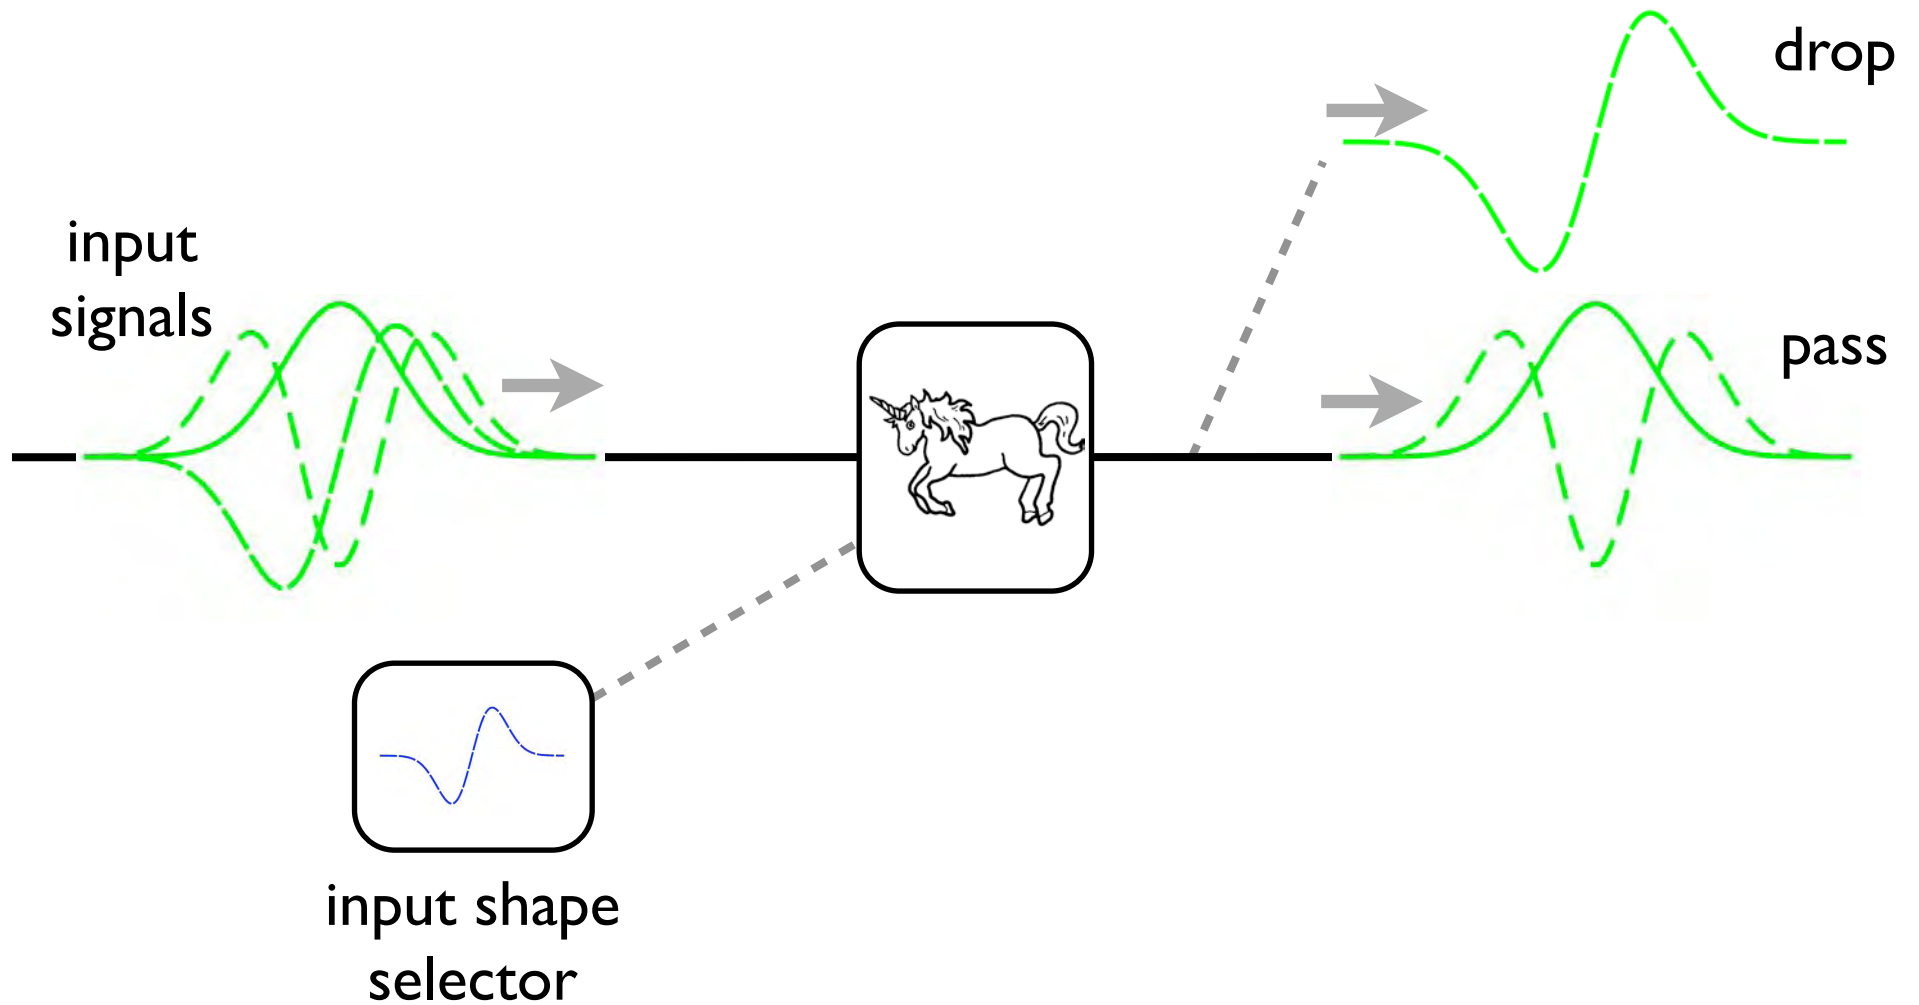 drop
input
signals
pass
input shape
selector